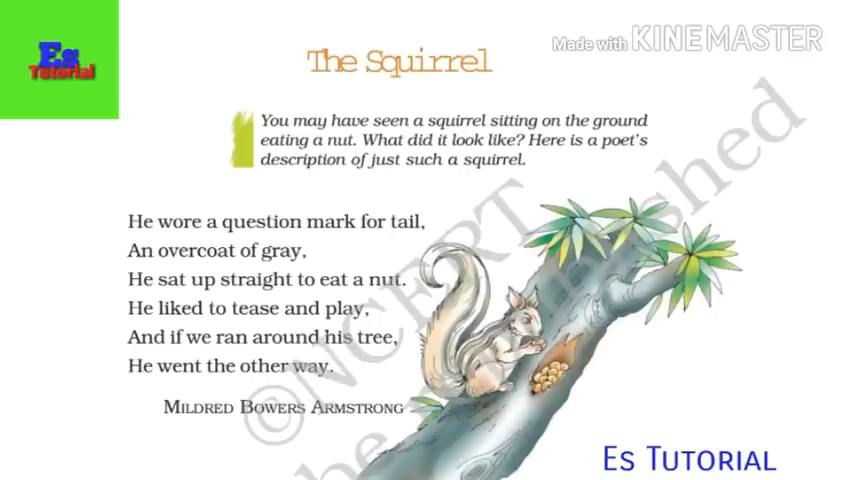 Es
Tutorial
Made with KINEMASTER
The Squirrel
You may have seen a squirrel sitting on the ground
eating a nut. What did it look like? Here is a poet's
description of just such a squirrel.
He wore a question mark for tail,
An overcoat of gray,
He sat up straight to eat a nut.
He liked to tease and play,
And if we ran around his tree,
He went the other way.
MILDRED BOWERS ARMSTRONG
©NCERT
be
shed
ES TUTORIAL